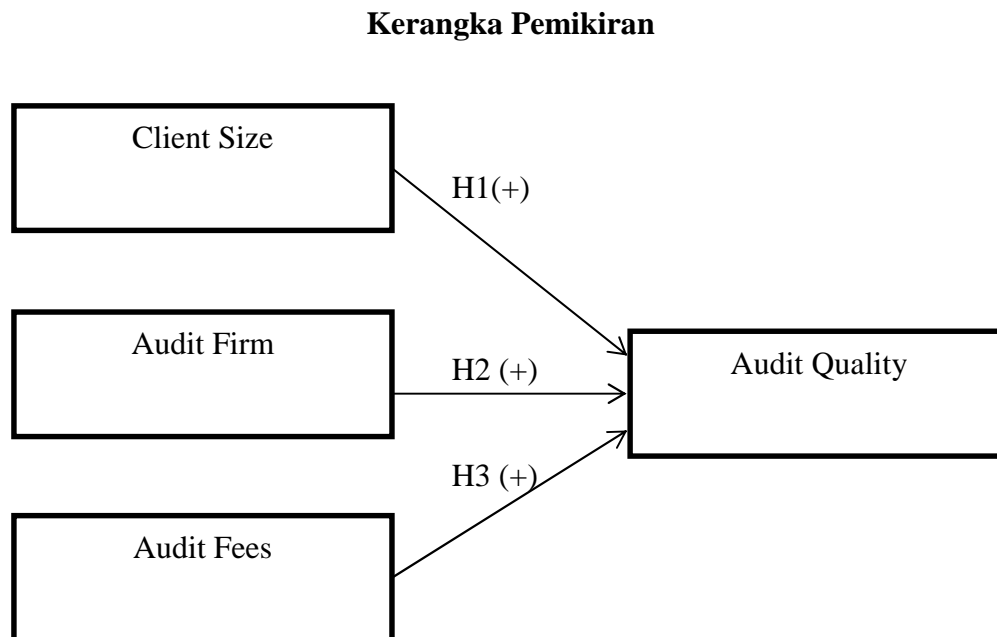 Kerangka Pemikiran
Client Size
H1(+)
Audit Firm
H2 (+)
Audit Quality
H3 (+)
Audit Fees